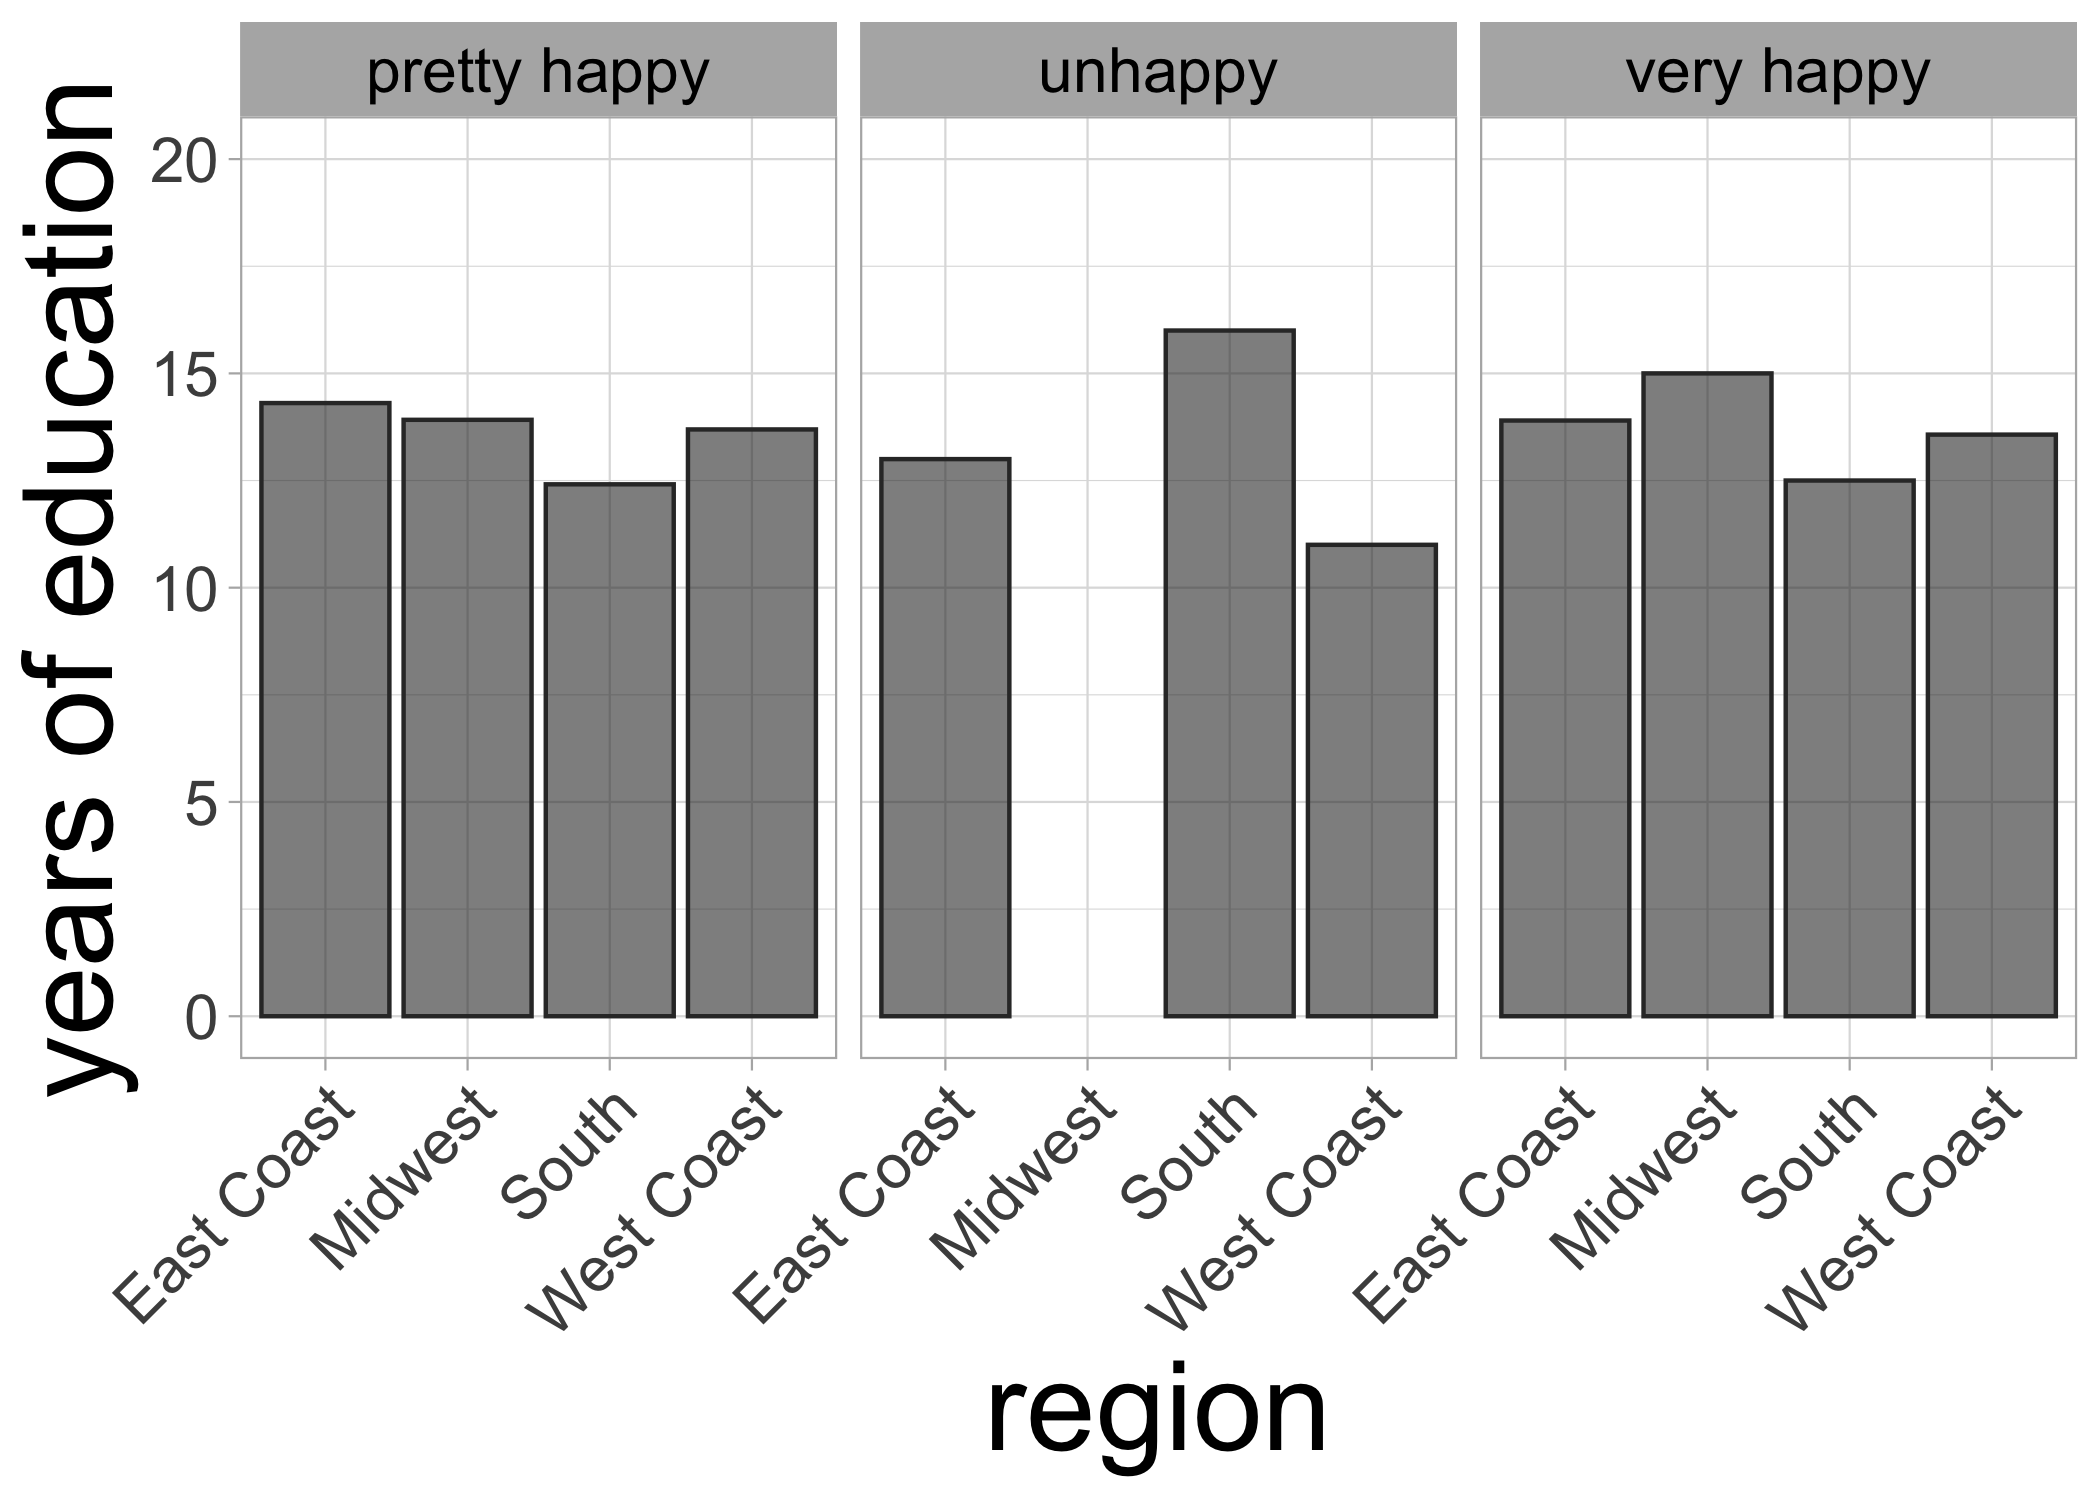 pretty happy
unhappy
very happy
years of education
20
15
10
5
0
East Coast
Midwest
South
West Coast
East Coast
Midwest
South
West Coast
East Coast
Midwest
South
West Coast
region